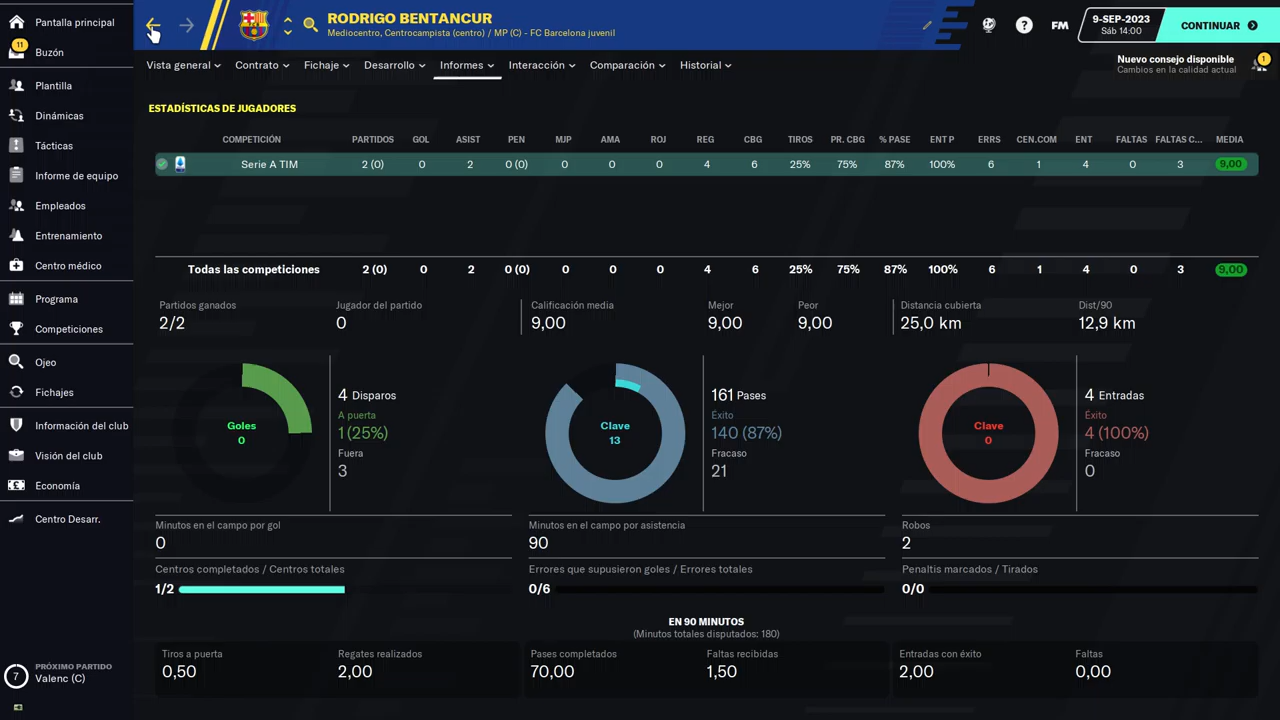 Pantalla principal
11
Buzón
Plantilla
Dinámicas
Tácticas
Informe de equipo
Empleados
Entrenamiento
Centro médico
Programa
Competiciones
Ojeo
Fichajes
Información del club
Visión del club
Economía
Centro Desarr.
7
PRÓXIMO PARTIDO
Valenc (C)
RODRIGO BENTANCUR
Mediocentro, Centrocampista (centro) / MP (C) - FC Barcelona juvenil
FM
9-SEP-2023
Sáb 14:00
CONTINUAR
Vista general Contrato Fichaje Desarrollo Informes Interacción Comparación Historial
Nuevo consejo disponible
Cambios en la calidad actual
1
ESTADÍSTICAS DE JUGADORES
COMPETICIÓN PARTIDOS GOL ASIST PEN MJP AMA ROJ REG CBG TIROS PR. CBG % PASE ENT P ERRS CEN.COM ENT FALTAS FALTAS C... MEDIA
Serie A TIM 2 (0) 0 2 0 (0) 0 0 0 4 6 25% 75% 87% 100% 6 1 4 0 3 9,00
Todas las competiciones 2 (0) 0 2 0 (0) 0 0 0 4 6 25% 75% 87% 100% 6 1 4 0 3 9,00
Partidos ganados Jugador del partido Calificación media Mejor Peor Distancia cubierta Dist/90
2/2 0 9,00 9,00 9,00 25,0 km 12,9 km
Goles
0
4 Disparos
A puerta
1 (25%)
Fuera
3
Clave
13
161 Pases
Éxito
140 (87%)
Fracaso
21
Clave
0
4 Entradas
Éxito
4 (100%)
Fracaso
0
Minutos en el campo por gol Minutos en el campo por asistencia Robos
0 90 2
Centros completados / Centros totales Errores que supusieron goles / Errores totales Penaltis marcados / Tirados
1/2 0/6 0/0
EN 90 MINUTOS
(Minutos totales disputados: 180)
Tiros a puerta Regates realizados Pases completados Faltas recibidas Entradas con éxito Faltas
0,50 2,00 70,00 1,50 2,00 0,00